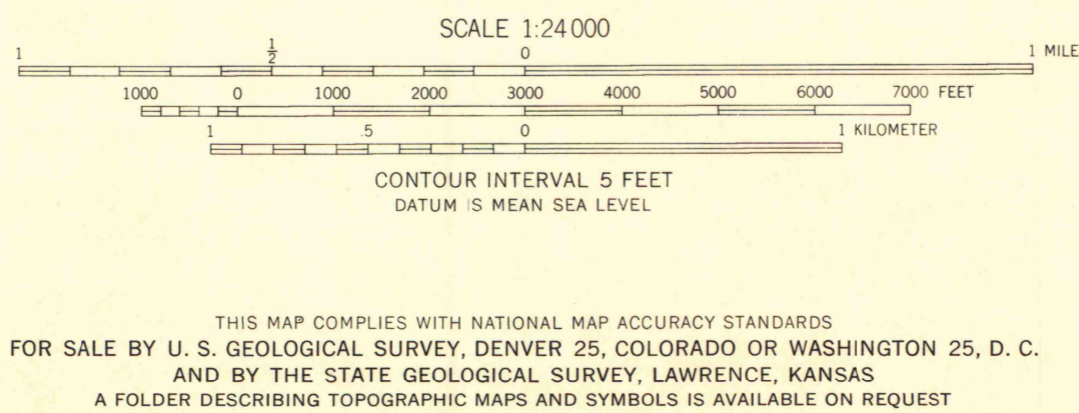 SCALE 1:24 000
1 1/2 0 1 MILE
1000 0 1000 2000 3000 4000 5000 6000 7000 FEET
1 .5 0 1 KILOMETER
CONTOUR INTERVAL 5 FEET
DATUM IS MEAN SEA LEVEL
THIS MAP COMPLIES WITH NATIONAL MAP ACCURACY STANDARDS
FOR SALE BY U. S. GEOLOGICAL SURVEY, DENVER 25, COLORADO OR WASHINGTON 25, D. C.
AND BY THE STATE GEOLOGICAL SURVEY, LAWRENCE, KANSAS
A FOLDER DESCRIBING TOPOGRAPHIC MAPS AND SYMBOLS IS AVAILABLE ON REQUEST